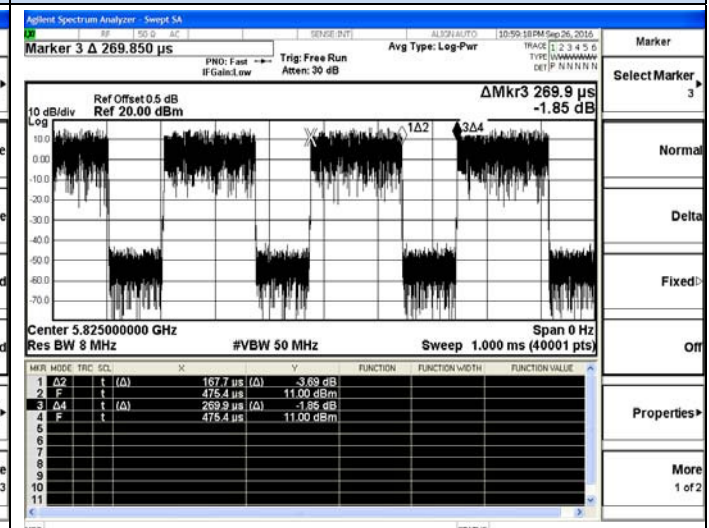 Agilent Spectrum Analyzer - Swept SA
RF 50 Ω AC SENSE:INT ALIGN AUTO 10:59:18 PM Sep 26, 2016
Marker 3 Δ 269.850 µs
PNO: Fast Trig: Free Run Avg Type: Log-Pwr TRACE 1 2 3 4 5 6
IFGain:Low Atten: 30 dB TYPE WWWWWW
DET P N N N N N
Marker
Select Marker
3
Normal
Delta
Fixed
Off
Properties
More
1 of 2
ΔMkr3 269.9 µs
-1.85 dB
Ref Offset 0.5 dB
10 dB/div Ref 20.00 dBm
Log
10.0
0.00
-10.0
-20.0
-30.0
-40.0
-50.0
-60.0
-70.0
X
1Δ2
3Δ4
Center 5.825000000 GHz Span 0 Hz
Res BW 8 MHz #VBW 50 MHz Sweep 1.000 ms (40001 pts)
MKR MODE TRC SCL X Y FUNCTION FUNCTION WIDTH FUNCTION VALUE
1 Δ2 t (Δ) 167.7 µs (Δ) -3.69 dB
2 F t 475.4 µs 11.00 dBm
3 Δ4 t (Δ) 269.9 µs (Δ) -1.85 dB
4 F t 475.4 µs 11.00 dBm
5
6
7
8
9
10
11
STATUS